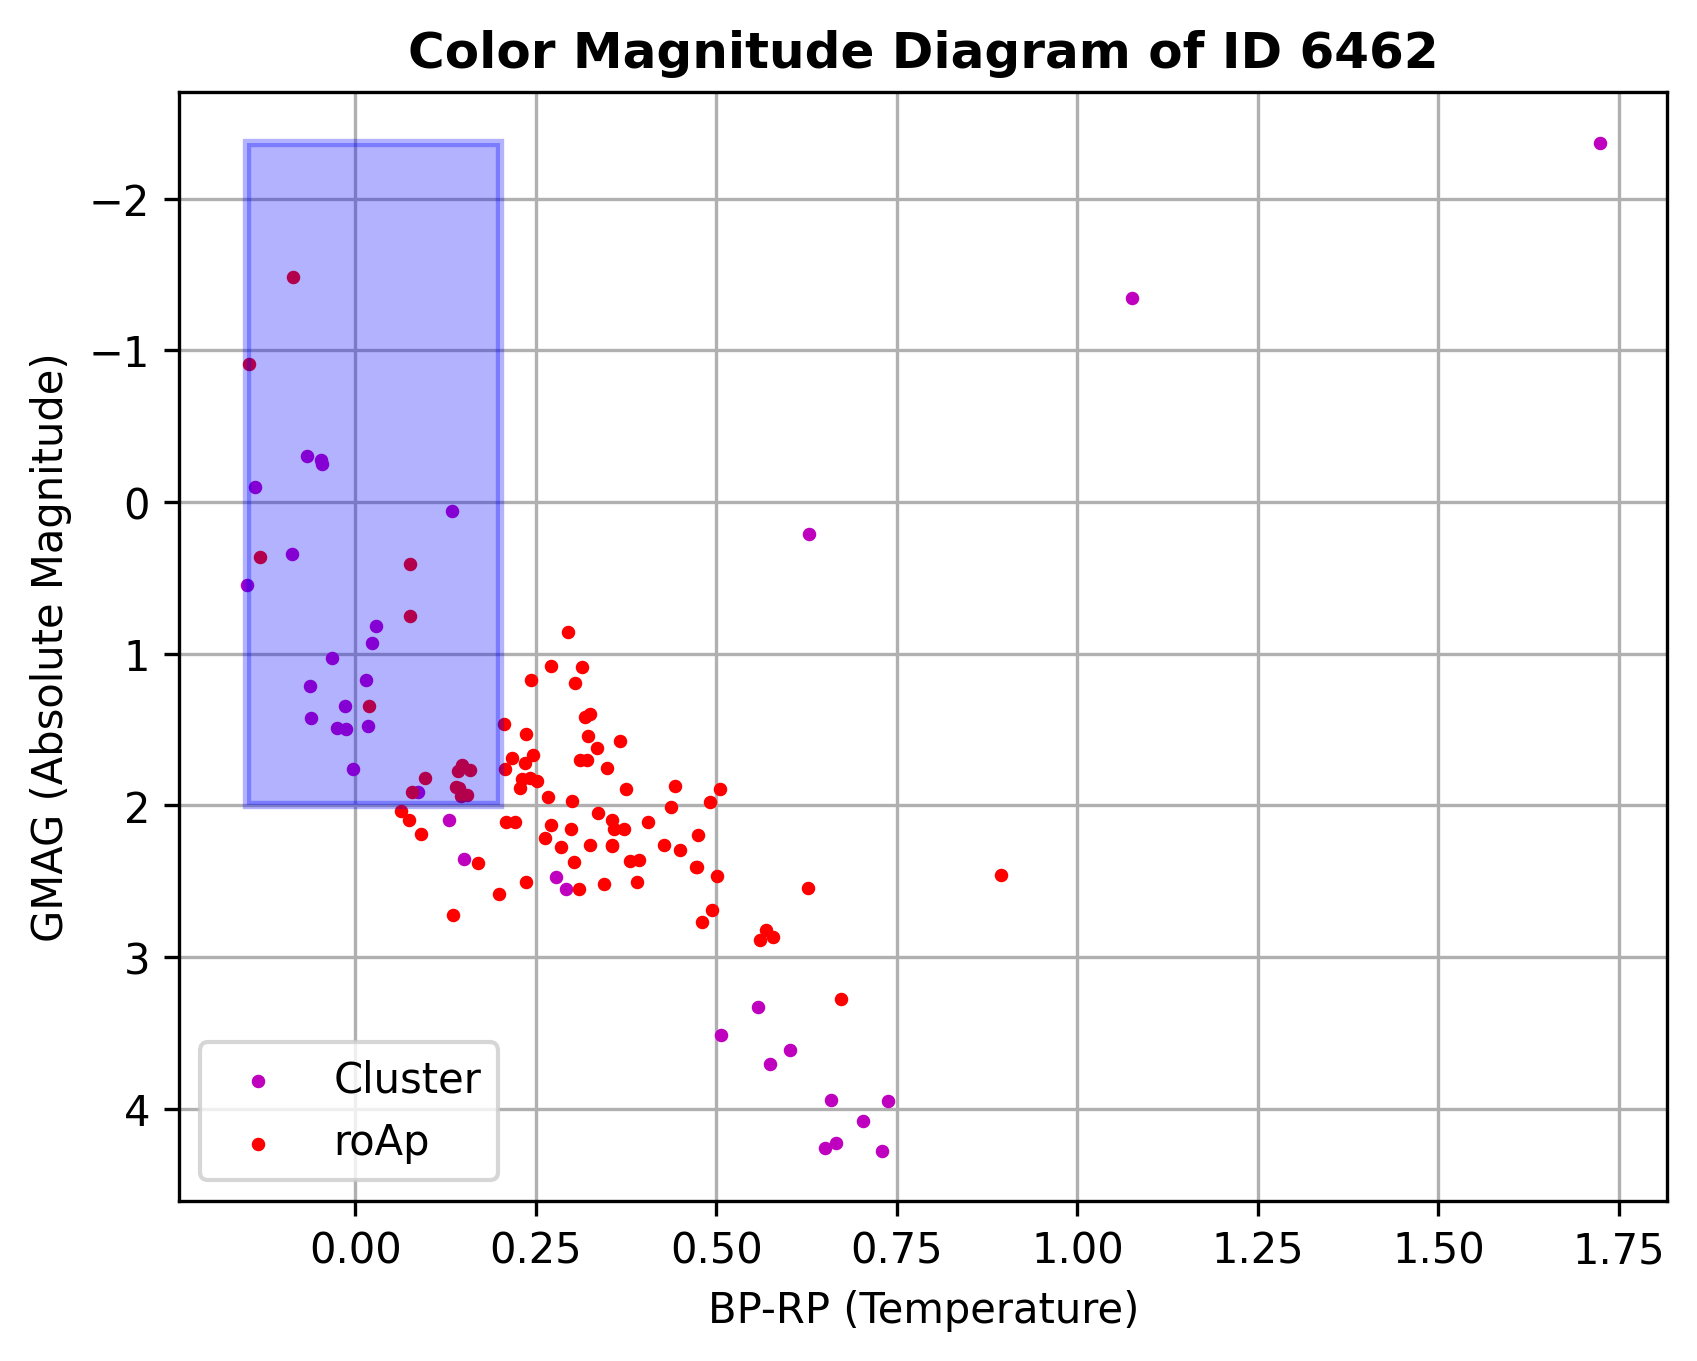 Color Magnitude Diagram of ID 6462
GMAG (Absolute Magnitude)
−2
−1
0
1
2
3
4
Cluster
roAp
0.00 0.25 0.50 0.75 1.00 1.25 1.50 1.75
BP-RP (Temperature)